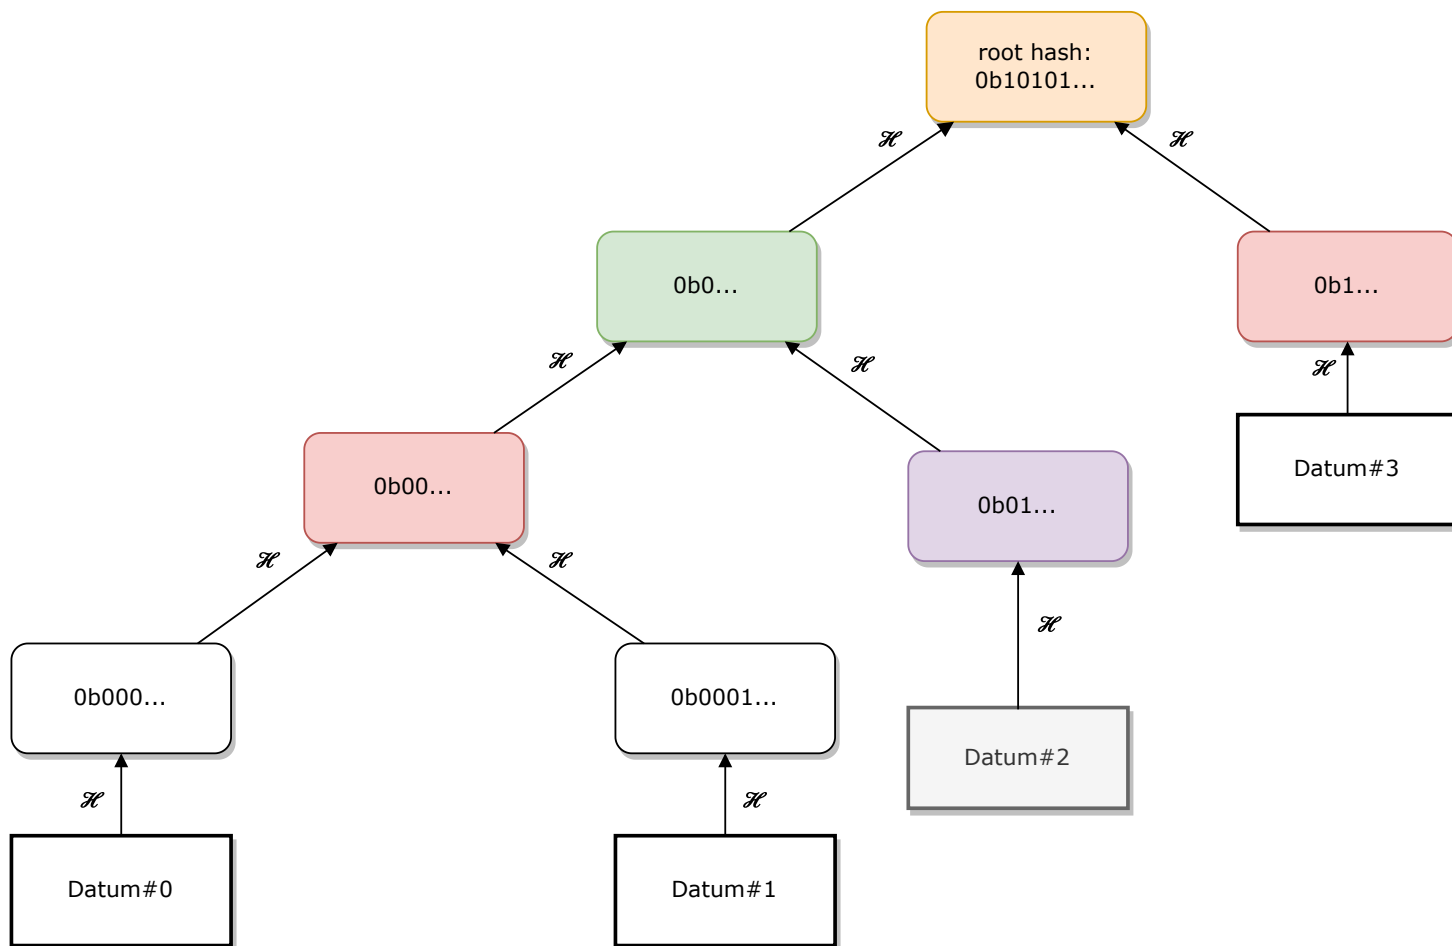 root hash:
0b10101...
ℋ
ℋ
0b0...
0b1...
ℋ
ℋ
ℋ
0b00...
0b01...
Datum#3
ℋ
ℋ
ℋ
0b000...
0b0001...
Datum#2
ℋ
ℋ
Datum#0
Datum#1